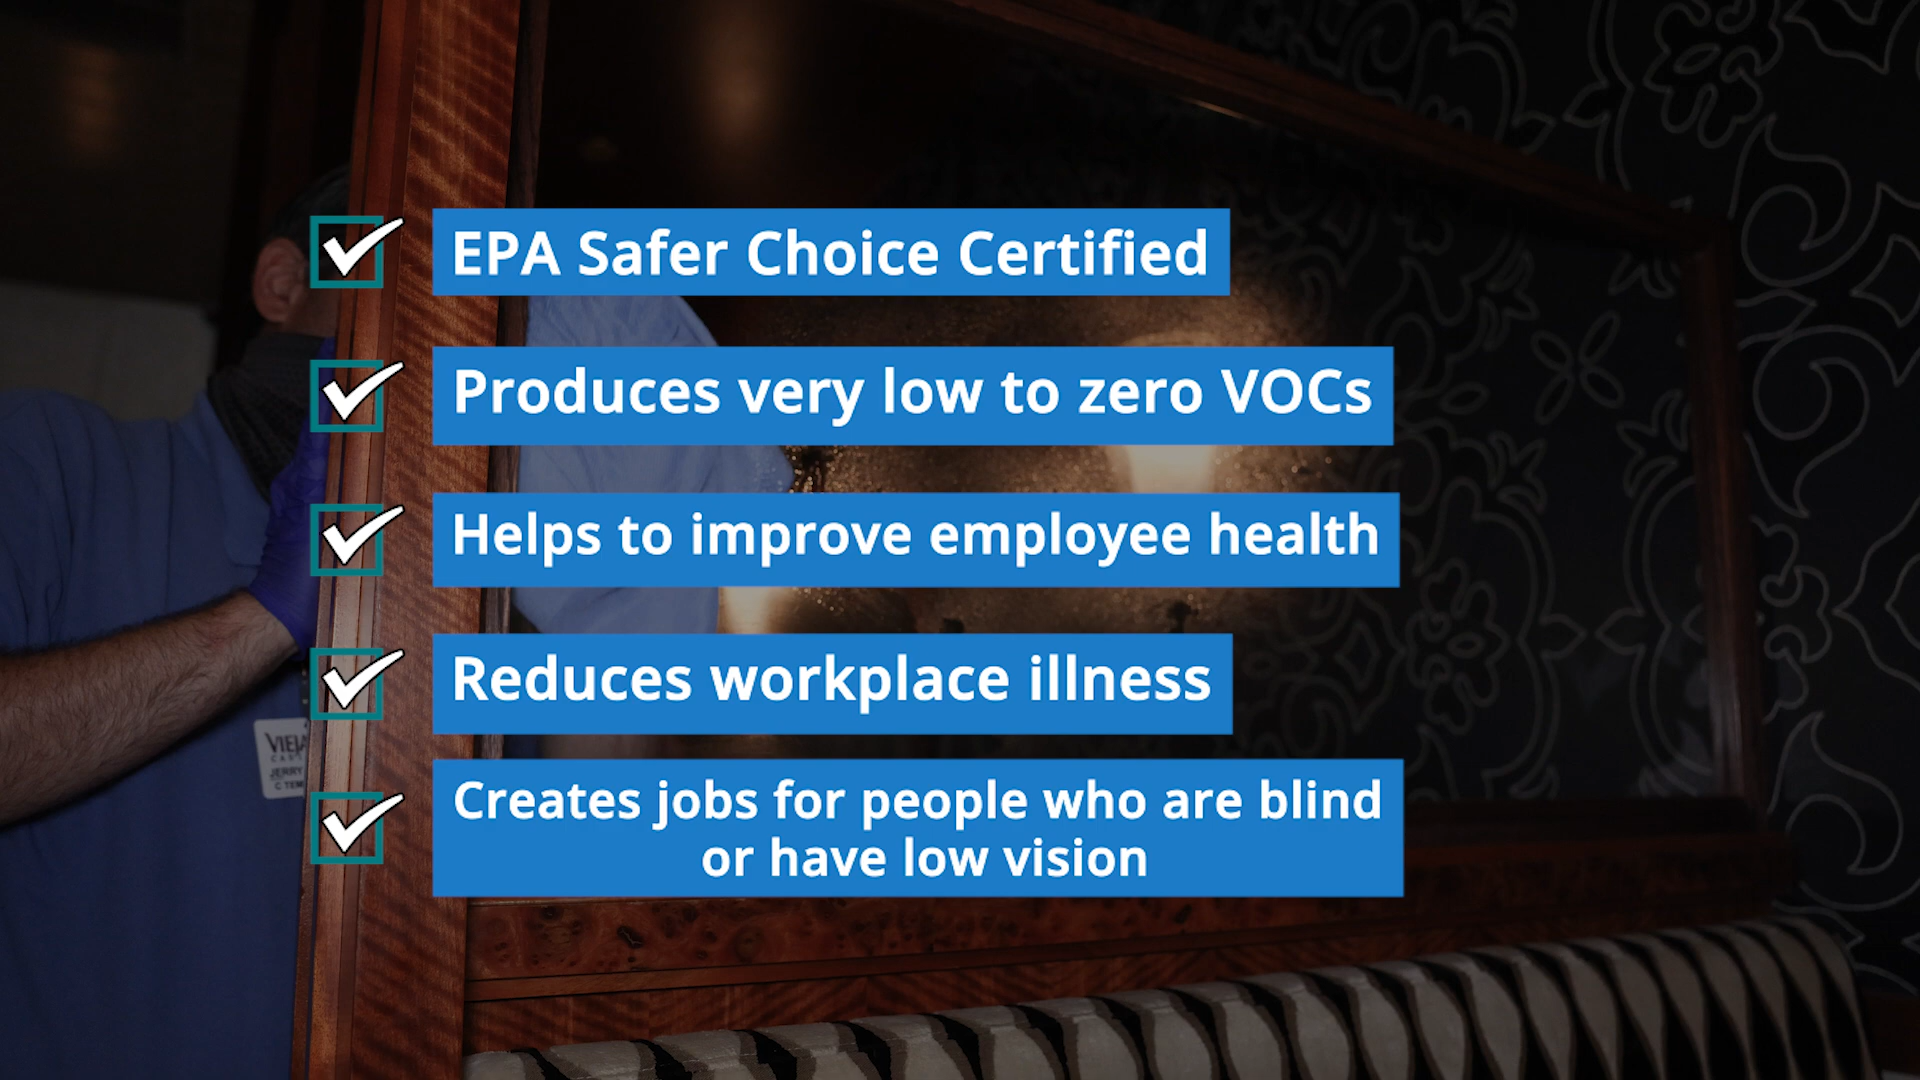 EPA Safer Choice Certified
Produces very low to zero VOCs
Helps to improve employee health
Reduces workplace illness
Creates jobs for people who are blind
or have low vision
JERRY